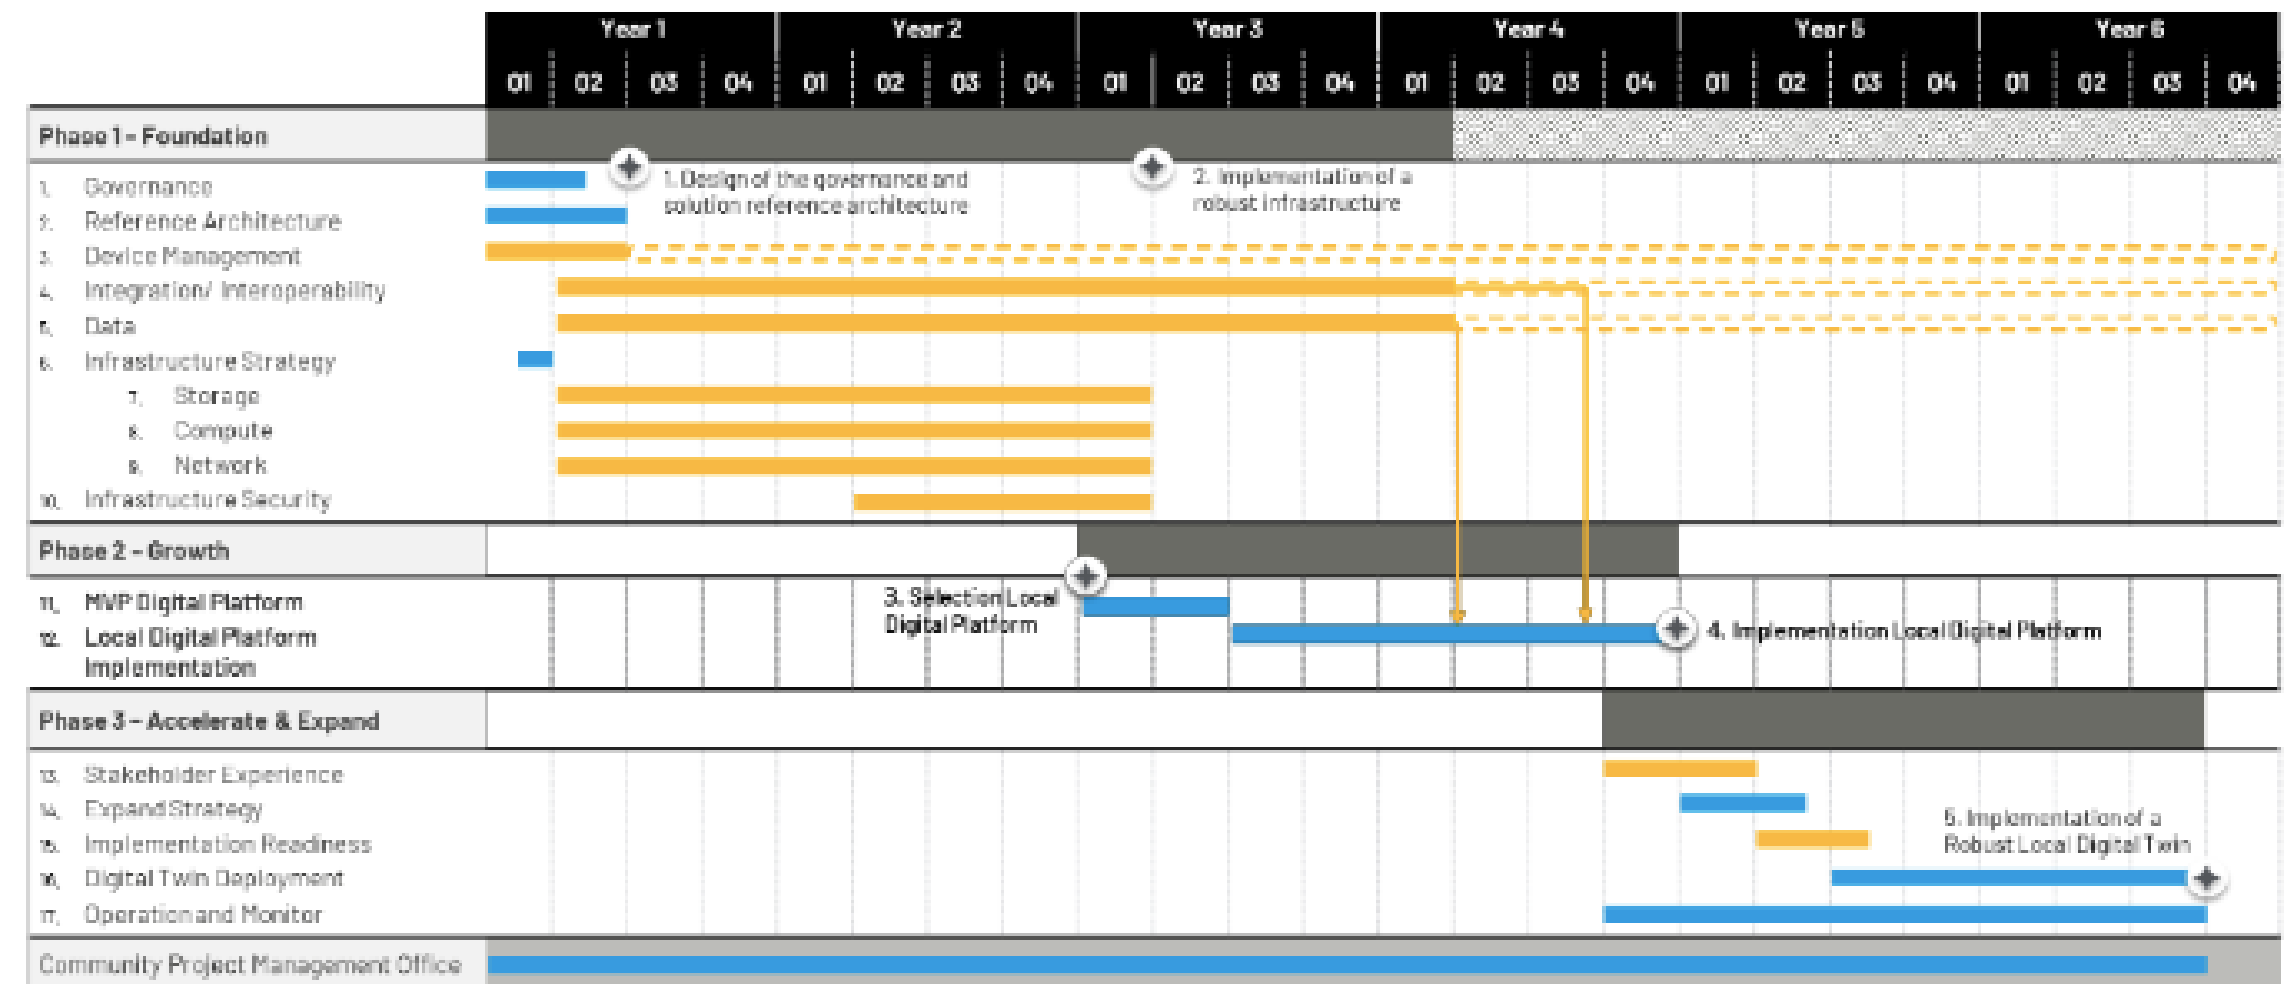 Year 1 Year 2 Year 3 Year 4 Year 5 Year 6
Q1 Q2 Q3 Q4 Q1 Q2 Q3 Q4 Q1 Q2 Q3 Q4 Q1 Q2 Q3 Q4 Q1 Q2 Q3 Q4 Q1 Q2 Q3 Q4
Phase 1 - Foundation
1. Governance
1. Design of the governance and
solution reference architecture
2. Implementation of a
robust infrastructure
2. Reference Architecture
3. Device Management
4. Integration/ Interoperability
5. Data
6. Infrastructure Strategy
7. Storage
8. Compute
9. Network
10. Infrastructure Security
Phase 2 - Growth
11. MVP Digital Platform
3. Selection Local
Digital Platform
12. Local Digital Platform
Implementation
4. Implementation Local Digital Platform
Phase 3 - Accelerate & Expand
13. Stakeholder Experience
14. Expand Strategy
15. Implementation Readiness
5. Implementation of a
Robust Local Digital Twin
16. Digital Twin Deployment
17. Operation and Monitor
Community Project Management Office